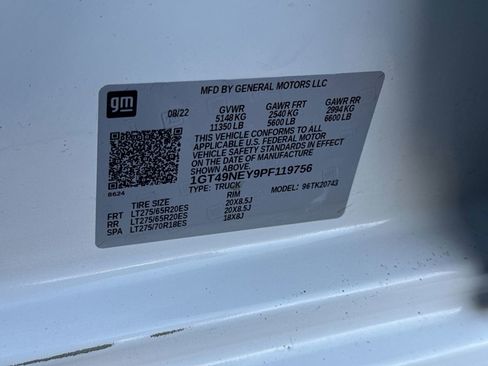 gm
MFD BY GENERAL MOTORS LLC
08/22 GVWR GAWR FRT GAWR RR
5148 KG 2540 KG 2994 KG
11350 LB 5600 LB 6600 LB
THIS VEHICLE CONFORMS TO ALL
APPLICABLE U.S. FEDERAL MOTOR
VEHICLE SAFETY STANDARDS IN EFFECT
ON THE DATE OF MANUFACTURE
SHOWN ABOVE.
1GT49NEY9PF119756
8624 TYPE: TRUCK MODEL: 96TK20743
TIRE SIZE RIM
FRT LT275/65R20ES 20X8.5J
RR LT275/65R20ES 20X8.5J
SPA LT275/70R18ES 18X8J